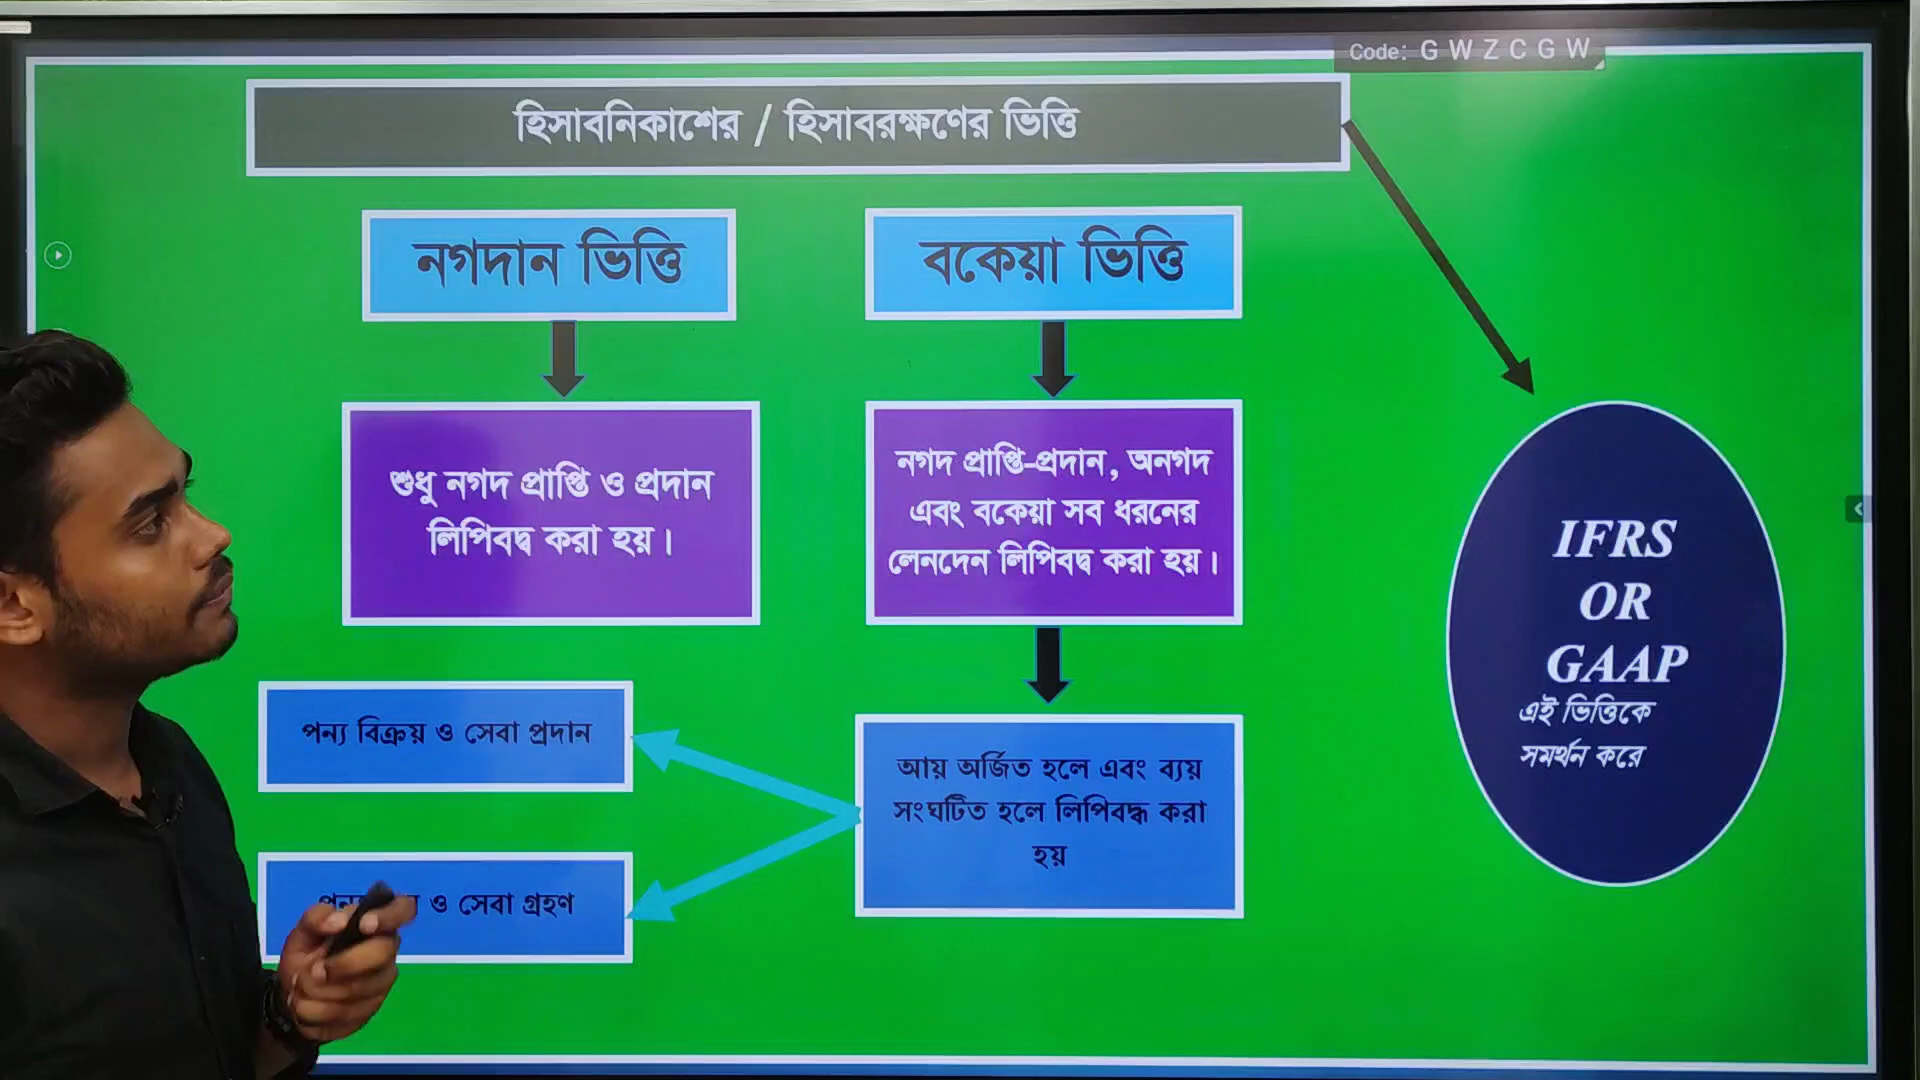 Code: G W Z C G W
হিসাবনিকাশের / হিসাবরক্ষণের ভিত্তি
নগদান ভিত্তি
বকেয়া ভিত্তি
শুধু নগদ প্রাপ্তি ও প্রদান
লিপিবদ্ব করা হয়।
নগদ প্রাপ্তি-প্রদান, অনগদ
এবং বকেয়া সব ধরনের
লেনদেন লিপিবদ্ব করা হয়।
IFRS
OR
GAAP
এই ভিত্তিকে
সমর্থন করে
পন্য বিক্রয় ও সেবা প্রদান
আয় অর্জিত হলে এবং ব্যয়
সংঘটিত হলে লিপিবদ্ধ করা
হয়
ও সেবা গ্রহণ